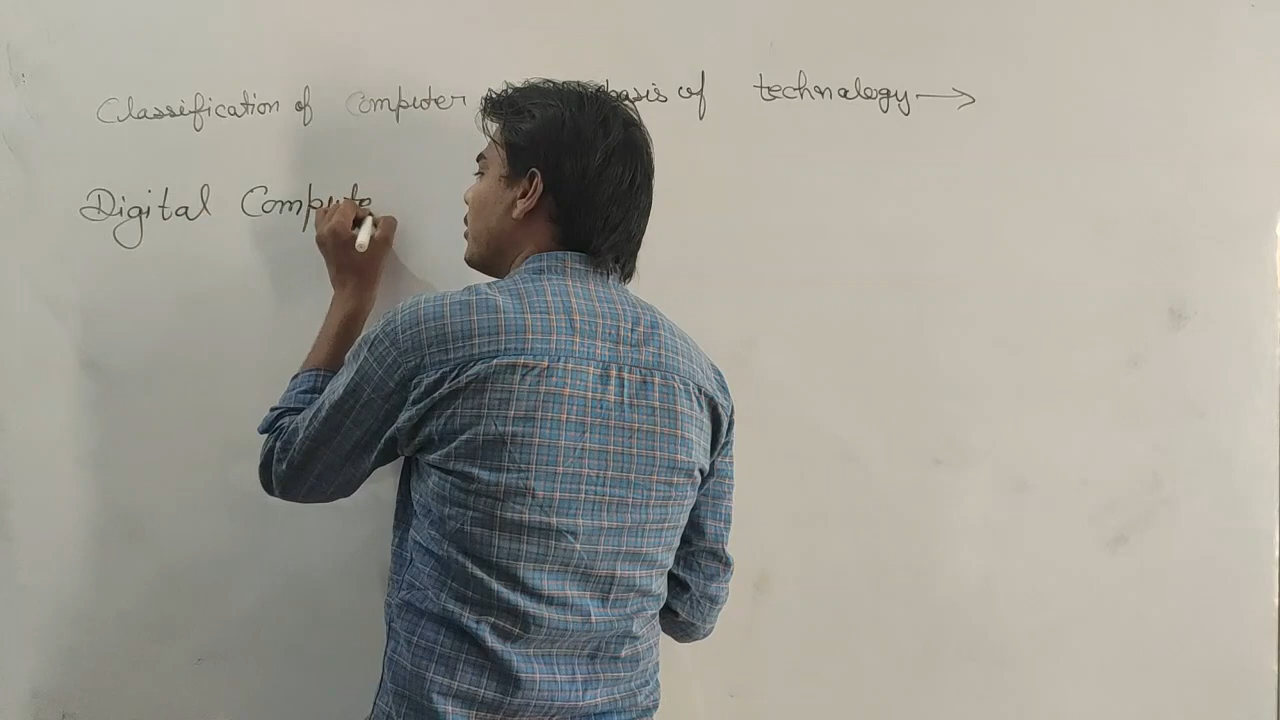 Classification of Computer basis of technology →
Digital Compute